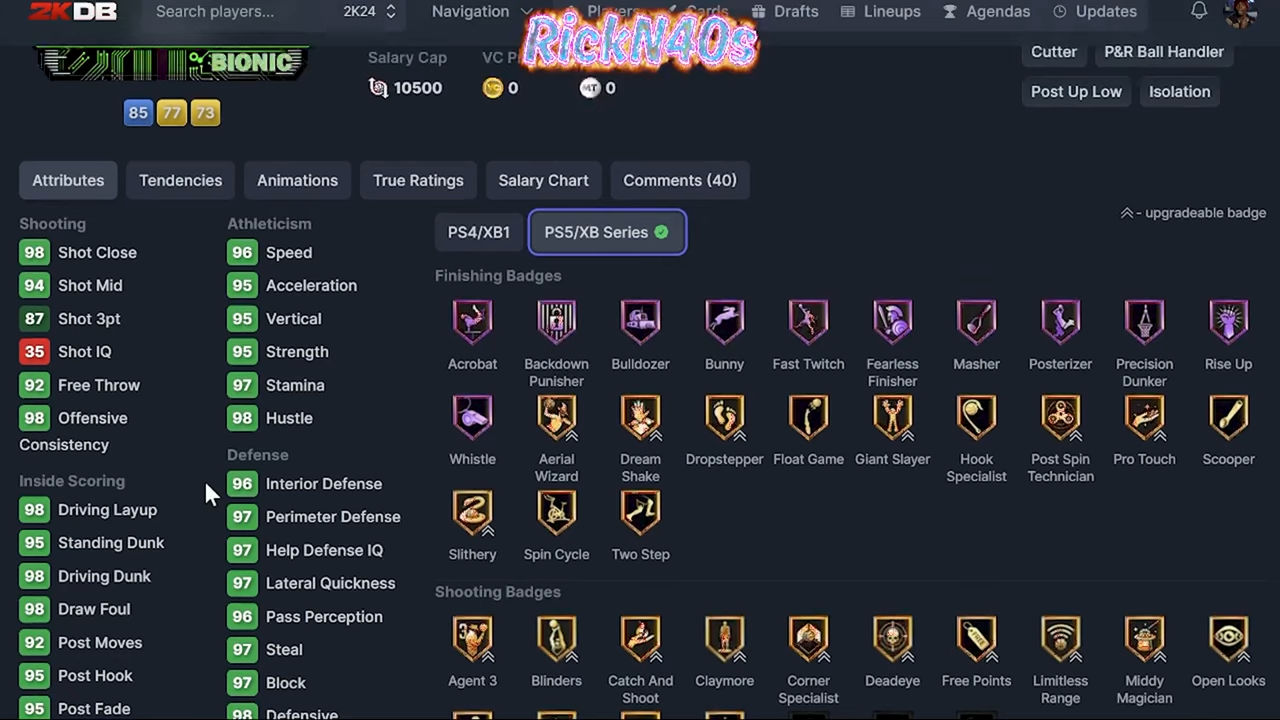 2KDB
Search players...
2K24
Navigation
Players
Cards
Drafts
Lineups
Agendas
Updates
RickN40s
BIONIC
Salary Cap
10500
VC P
0
MT 0
Cutter
P&R Ball Handler
Post Up Low
Isolation
85 77 73
Attributes
Tendencies
Animations
True Ratings
Salary Chart
Comments (40)
- upgradeable badge
Shooting
98 Shot Close
94 Shot Mid
87 Shot 3pt
35 Shot IQ
92 Free Throw
98 Offensive
Consistency
Inside Scoring
98 Driving Layup
95 Standing Dunk
98 Driving Dunk
98 Draw Foul
92 Post Moves
95 Post Hook
95 Post Fade
Athleticism
96 Speed
95 Acceleration
95 Vertical
95 Strength
97 Stamina
98 Hustle
Defense
96 Interior Defense
97 Perimeter Defense
97 Help Defense IQ
97 Lateral Quickness
96 Pass Perception
97 Steal
97 Block
98 Defensive
PS4/XB1
PS5/XB Series
Finishing Badges
Acrobat
Backdown
Punisher
Bulldozer
Bunny
Fast Twitch
Fearless
Finisher
Masher
Posterizer
Precision
Dunker
Rise Up
Whistle
Aerial
Wizard
Dream
Shake
Dropstepper
Float Game
Giant Slayer
Hook
Specialist
Post Spin
Technician
Pro Touch
Scooper
Slithery
Spin Cycle
Two Step
Shooting Badges
Agent 3
Blinders
Catch And
Shoot
Claymore
Corner
Specialist
Deadeye
Free Points
Limitless
Range
Middy
Magician
Open Looks